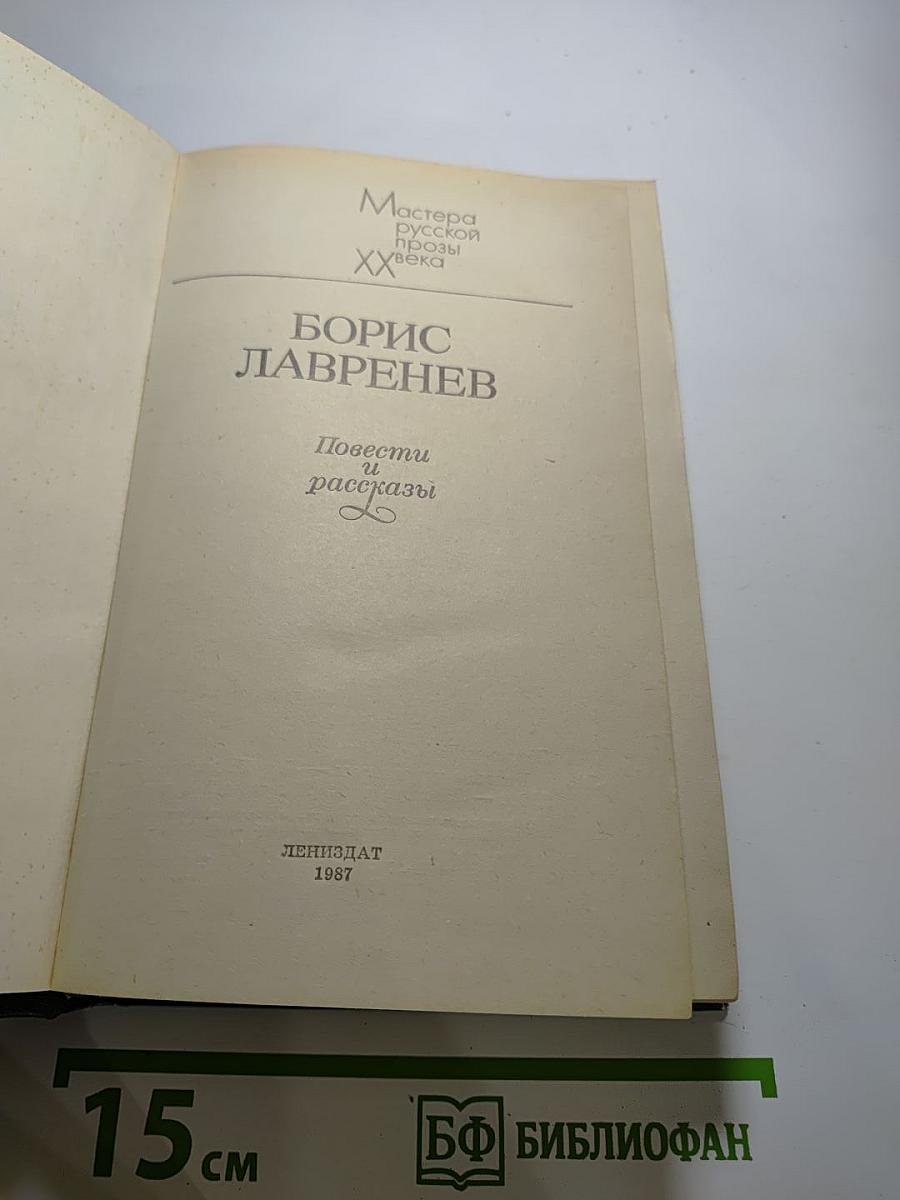 Мастера
русской
прозы
XX века
БОРИС
ЛАВРЕНЕВ
Повести
и
рассказы
ЛЕНИЗДАТ
1987
15 см
БФ БИБЛИОФАН